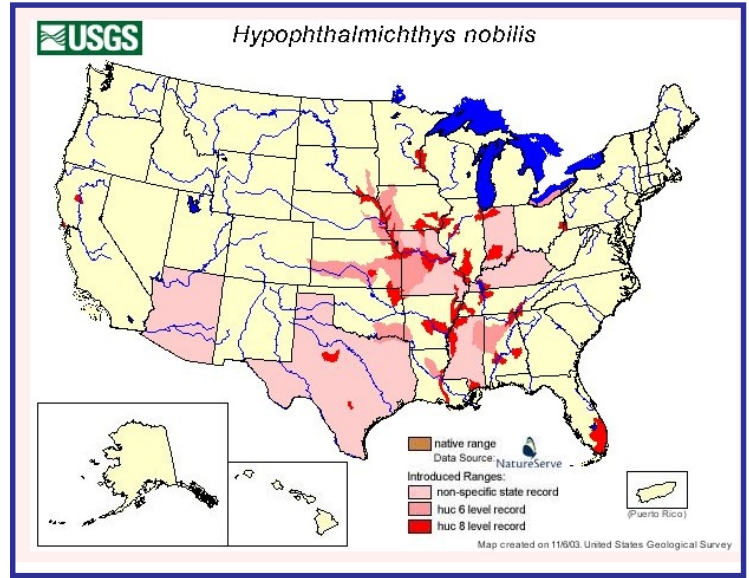 USGS
Hypophthalmichthys nobilis
native range
Data Source:
NatureServe
Introduced Ranges:
non-specific state record
huc 6 level record
huc 8 level record
(Puerto Rico)
Map created on 11/6/03. United States Geological Survey